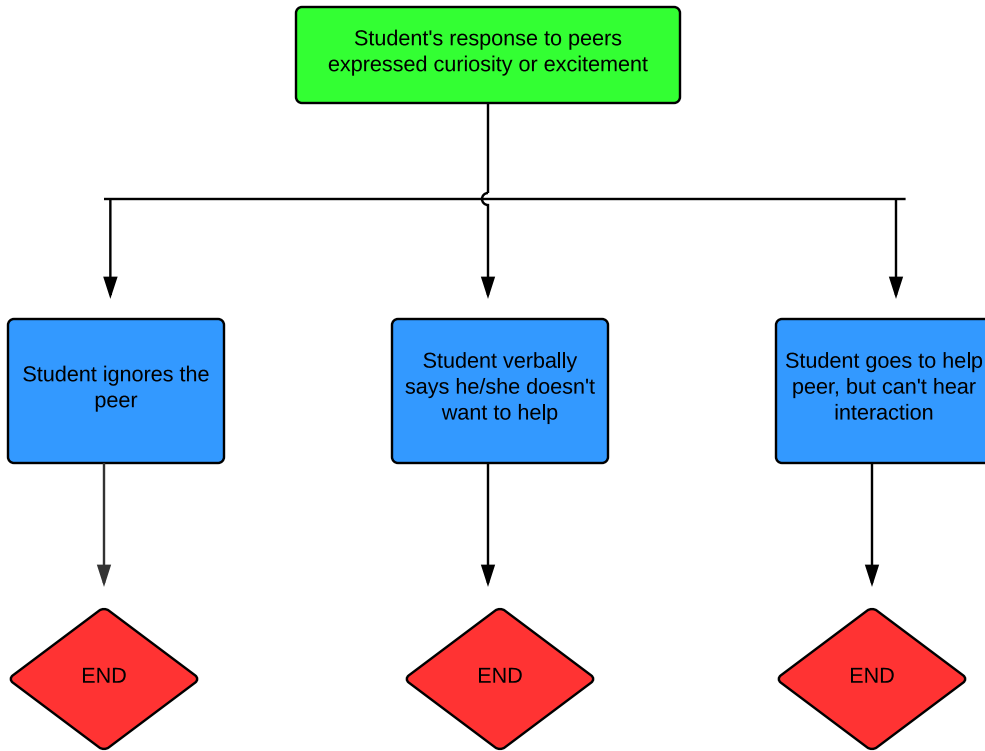 Student's response to peers
expressed curiosity or excitement
Student ignores the
peer
Student verbally
says he/she doesn't
want to help
Student goes to help
peer, but can't hear
interaction
END
END
END